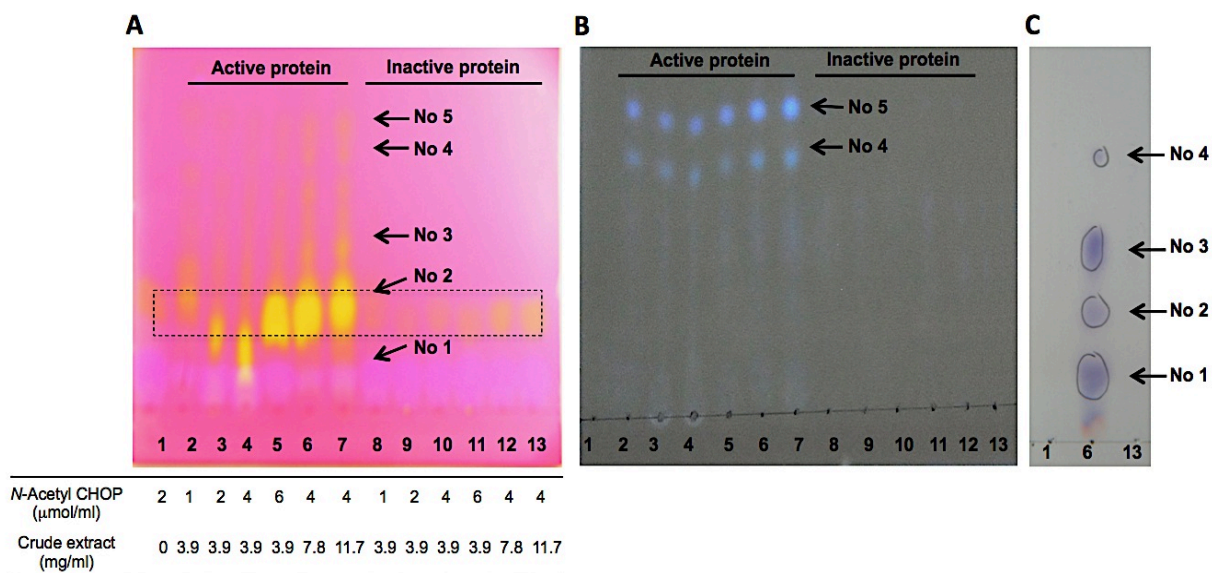 A
Active protein Inactive protein
No 5
No 4
No 3
No 2
No 1
1 2 3 4 5 6 7 8 9 10 11 12 13
B
Active protein Inactive protein
No 5
No 4
1 2 3 4 5 6 7 8 9 10 11 12 13
C
No 4
No 3
No 2
No 1
1 6 13
N-Acetyl CHOP 2 1 2 4 6 4 4 1 2 4 6 4 4
(μmol/ml)
Crude extract 0 3.9 3.9 3.9 3.9 7.8 11.7 3.9 3.9 3.9 3.9 7.8 11.7
(mg/ml)